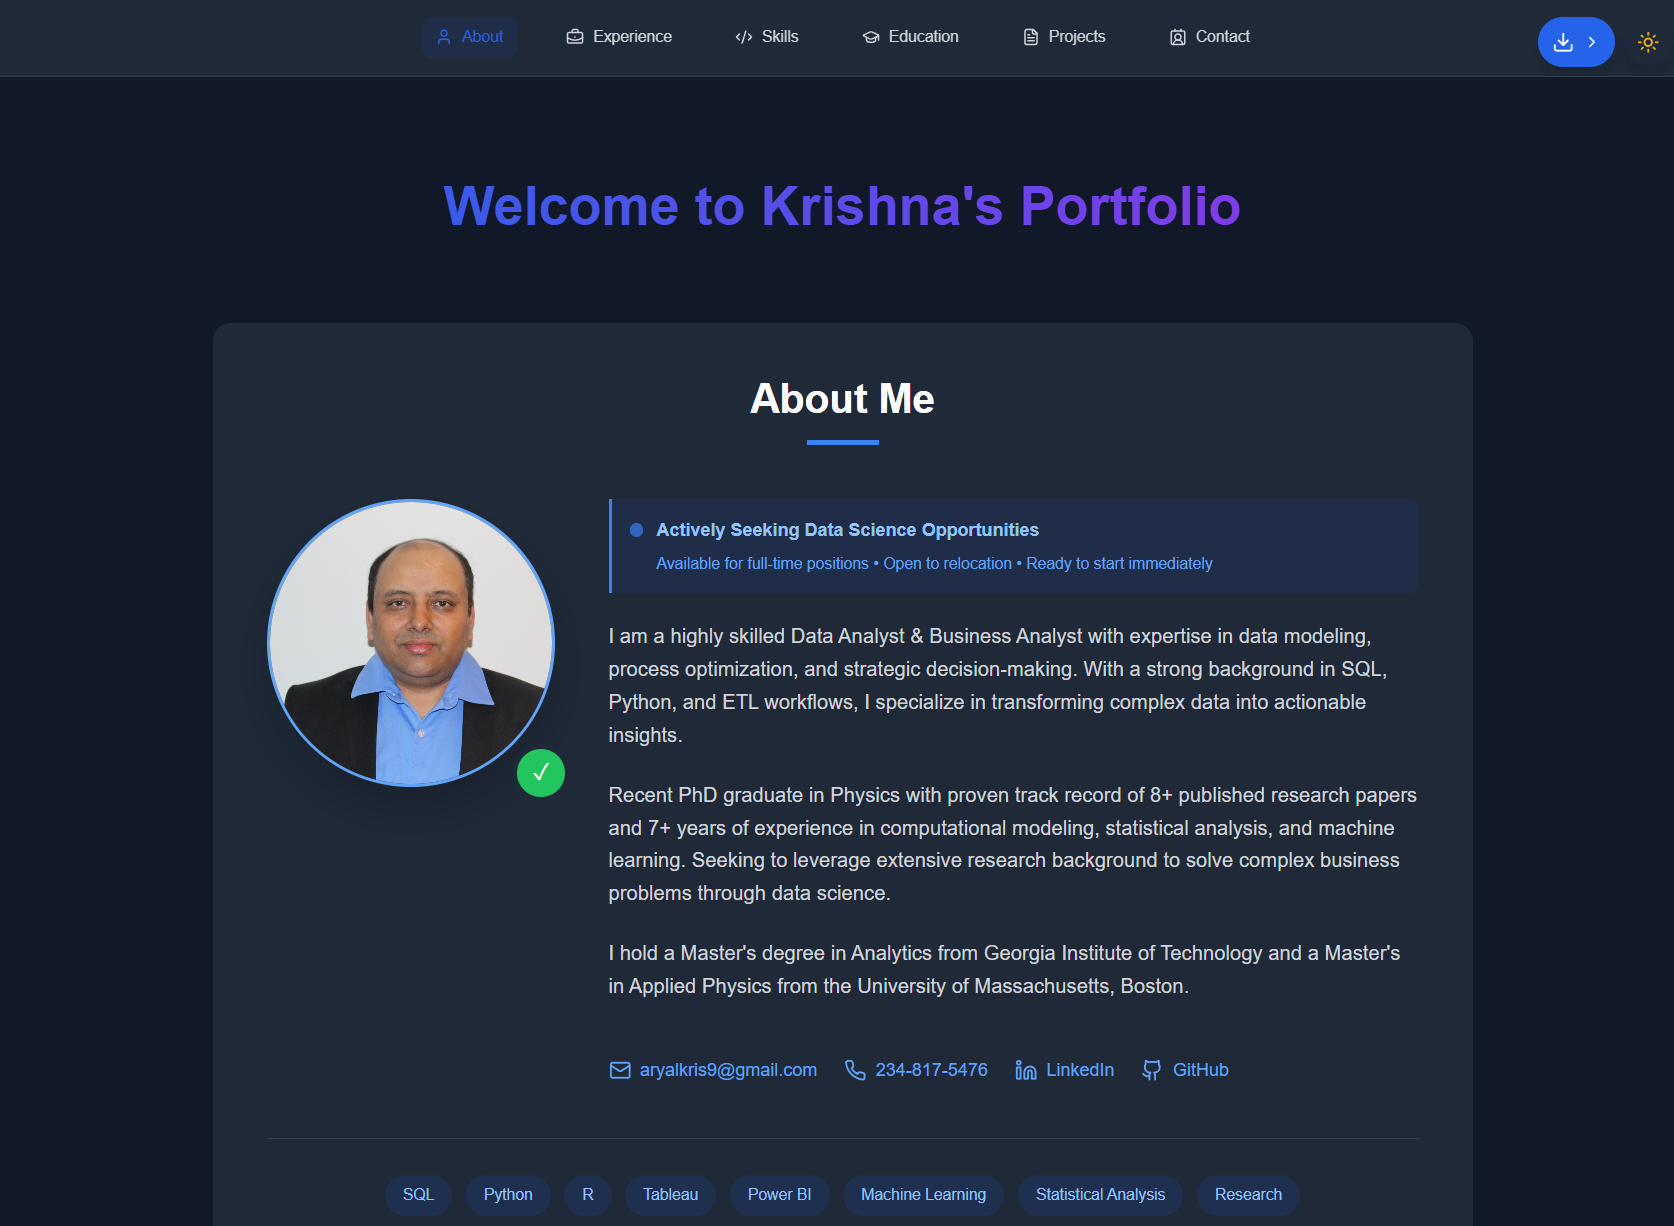 About
Experience
Skills
Education
Projects
Contact
Welcome to Krishna's Portfolio
About Me
Actively Seeking Data Science Opportunities
Available for full-time positions • Open to relocation • Ready to start immediately
I am a highly skilled Data Analyst & Business Analyst with expertise in data modeling,
process optimization, and strategic decision-making. With a strong background in SQL,
Python, and ETL workflows, I specialize in transforming complex data into actionable
insights.
Recent PhD graduate in Physics with proven track record of 8+ published research papers
and 7+ years of experience in computational modeling, statistical analysis, and machine
learning. Seeking to leverage extensive research background to solve complex business
problems through data science.
I hold a Master's degree in Analytics from Georgia Institute of Technology and a Master's
in Applied Physics from the University of Massachusetts, Boston.
aryalkris9@gmail.com
234-817-5476
LinkedIn
GitHub
SQL
Python
R
Tableau
Power BI
Machine Learning
Statistical Analysis
Research